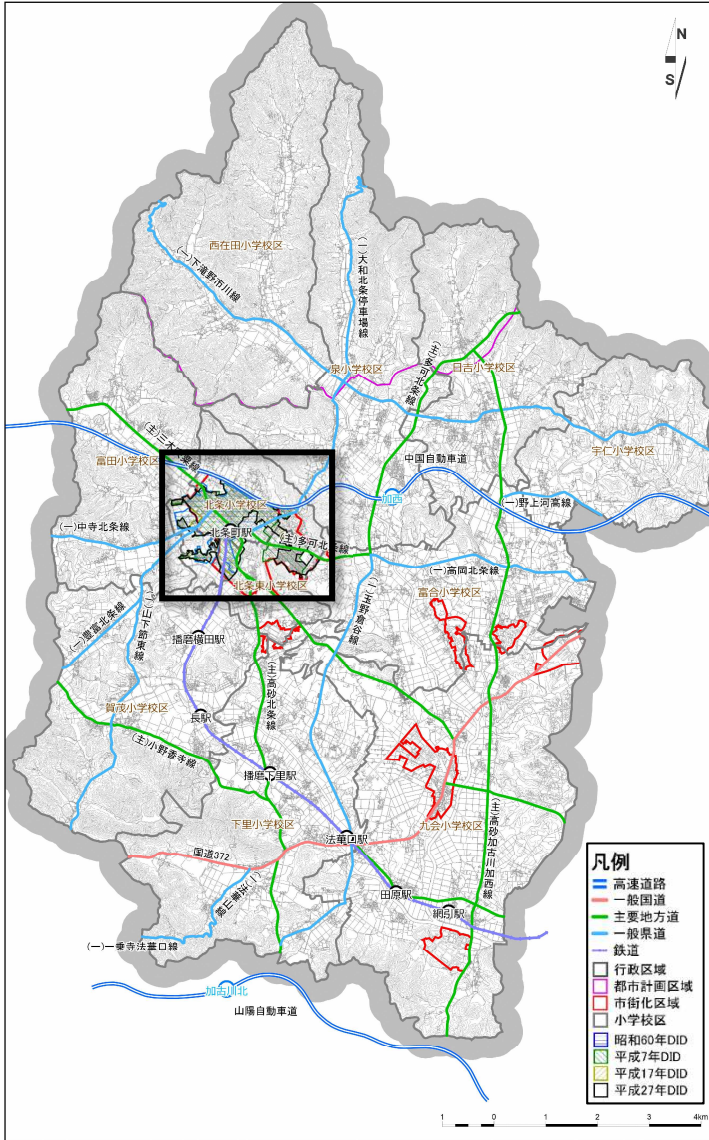 N
S
西在田小学校区
(一)下滝野市川線
(一)大和北条停車場線
泉小学校区
(主)多可北条線
日吉小学校区
宇仁小学校区
富田小学校区
中国自動車道
加西
(一)野上河高線
北条小学校区
北条町駅
(主)多可北条線
(一)中寺北条線
北条東小学校区
(一)高岡北条線
富合小学校区
(一)玉野倉谷線
(一)豊富北条線
(一)山下節東線
播磨横田駅
(主)高砂北条線
長駅
賀茂小学校区
(主)小野香寺線
播磨下里駅
下里小学校区
法華口駅
九会小学校区
(主)高砂加古川加西線
国道372
田原駅
網引駅
(一)一乗寺法華口線
加古川北
山陽自動車道
凡例
高速道路
一般国道
主要地方道
一般県道
鉄道
行政区域
都市計画区域
市街化区域
小学校区
昭和60年DID
平成7年DID
平成17年DID
平成27年DID
1 0 1 2 3 4km